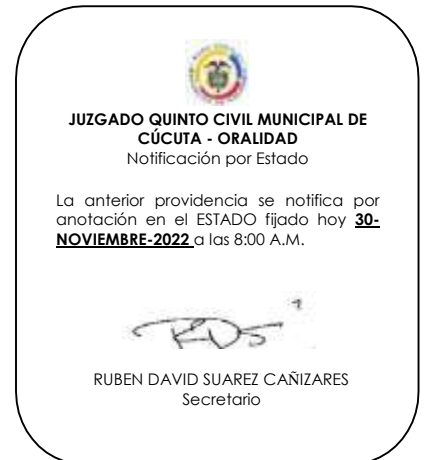 JUZGADO QUINTO CIVIL MUNICIPAL DE
CÚCUTA - ORALIDAD
Notificación por Estado
La anterior providencia se notifica por
anotación en el ESTADO fijado hoy 30-
NOVIEMBRE-2022 a las 8:00 A.M.
RDS
RUBEN DAVID SUAREZ CAÑIZARES
Secretario